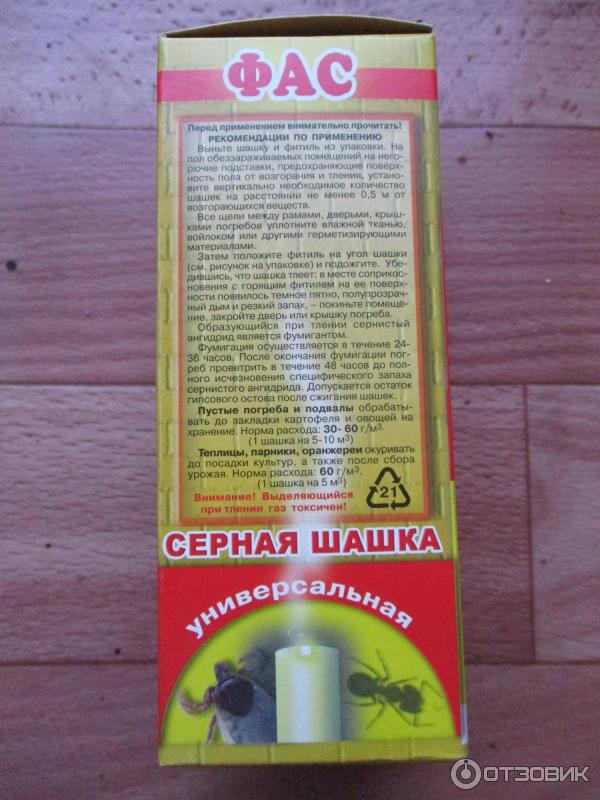 ФАС
Перед применением внимательно прочитать!
РЕКОМЕНДАЦИИ ПО ПРИМЕНЕНИЮ
Выньте шашку и фитиль из упаковки. На
пол обеззараживаемых помещений на него-
рючие подставки, предохраняющие поверх-
ность пола от возгорания и тления, устано-
вите вертикально необходимое количество
шашек на расстоянии не менее 0,5 м от
возгорающихся веществ.
Все щели между рамами, дверьми, крыш-
ками погребов уплотните влажной тканью,
войлоком или другими герметизирующими
материалами.
Затем положите фитиль на угол шашки
(см. рисунок на упаковке) и подожгите. Убе-
дившись, что шашка тлеет: в месте соприкос-
новения с горящим фитилем на ее поверх-
ности появилось темное пятно, полупрозрач-
ный дым и резкий запах, – покиньте помеще-
ние, закройте дверь или крышку погреба.
Образующийся при тлении сернистый
ангидрид является фумигантом.
Фумигация осуществляется в течение 24-
36 часов. После окончания фумигации пог-
реб проветрить в течение 48 часов до пол-
ного исчезновения специфического запаха
сернистого ангидрида. Допускается остаток
гипсового остова после сжигания шашек.
Пустые погреба и подвалы обрабаты-
вать до закладки картофеля и овощей на
хранение. Норма расхода: 30- 60 г/м³.
(1 шашка на 5-10 м³)
Теплицы, парники, оранжереи окуривать
до посадки культур, а также после сбора
урожая. Норма расхода: 60 г/м³.
(1 шашка на 5 м³)
Внимание! Выделяющийся
при тлении газ токсичен!
21
СЕРНАЯ ШАШКА
универсальная
ОТЗОВИК